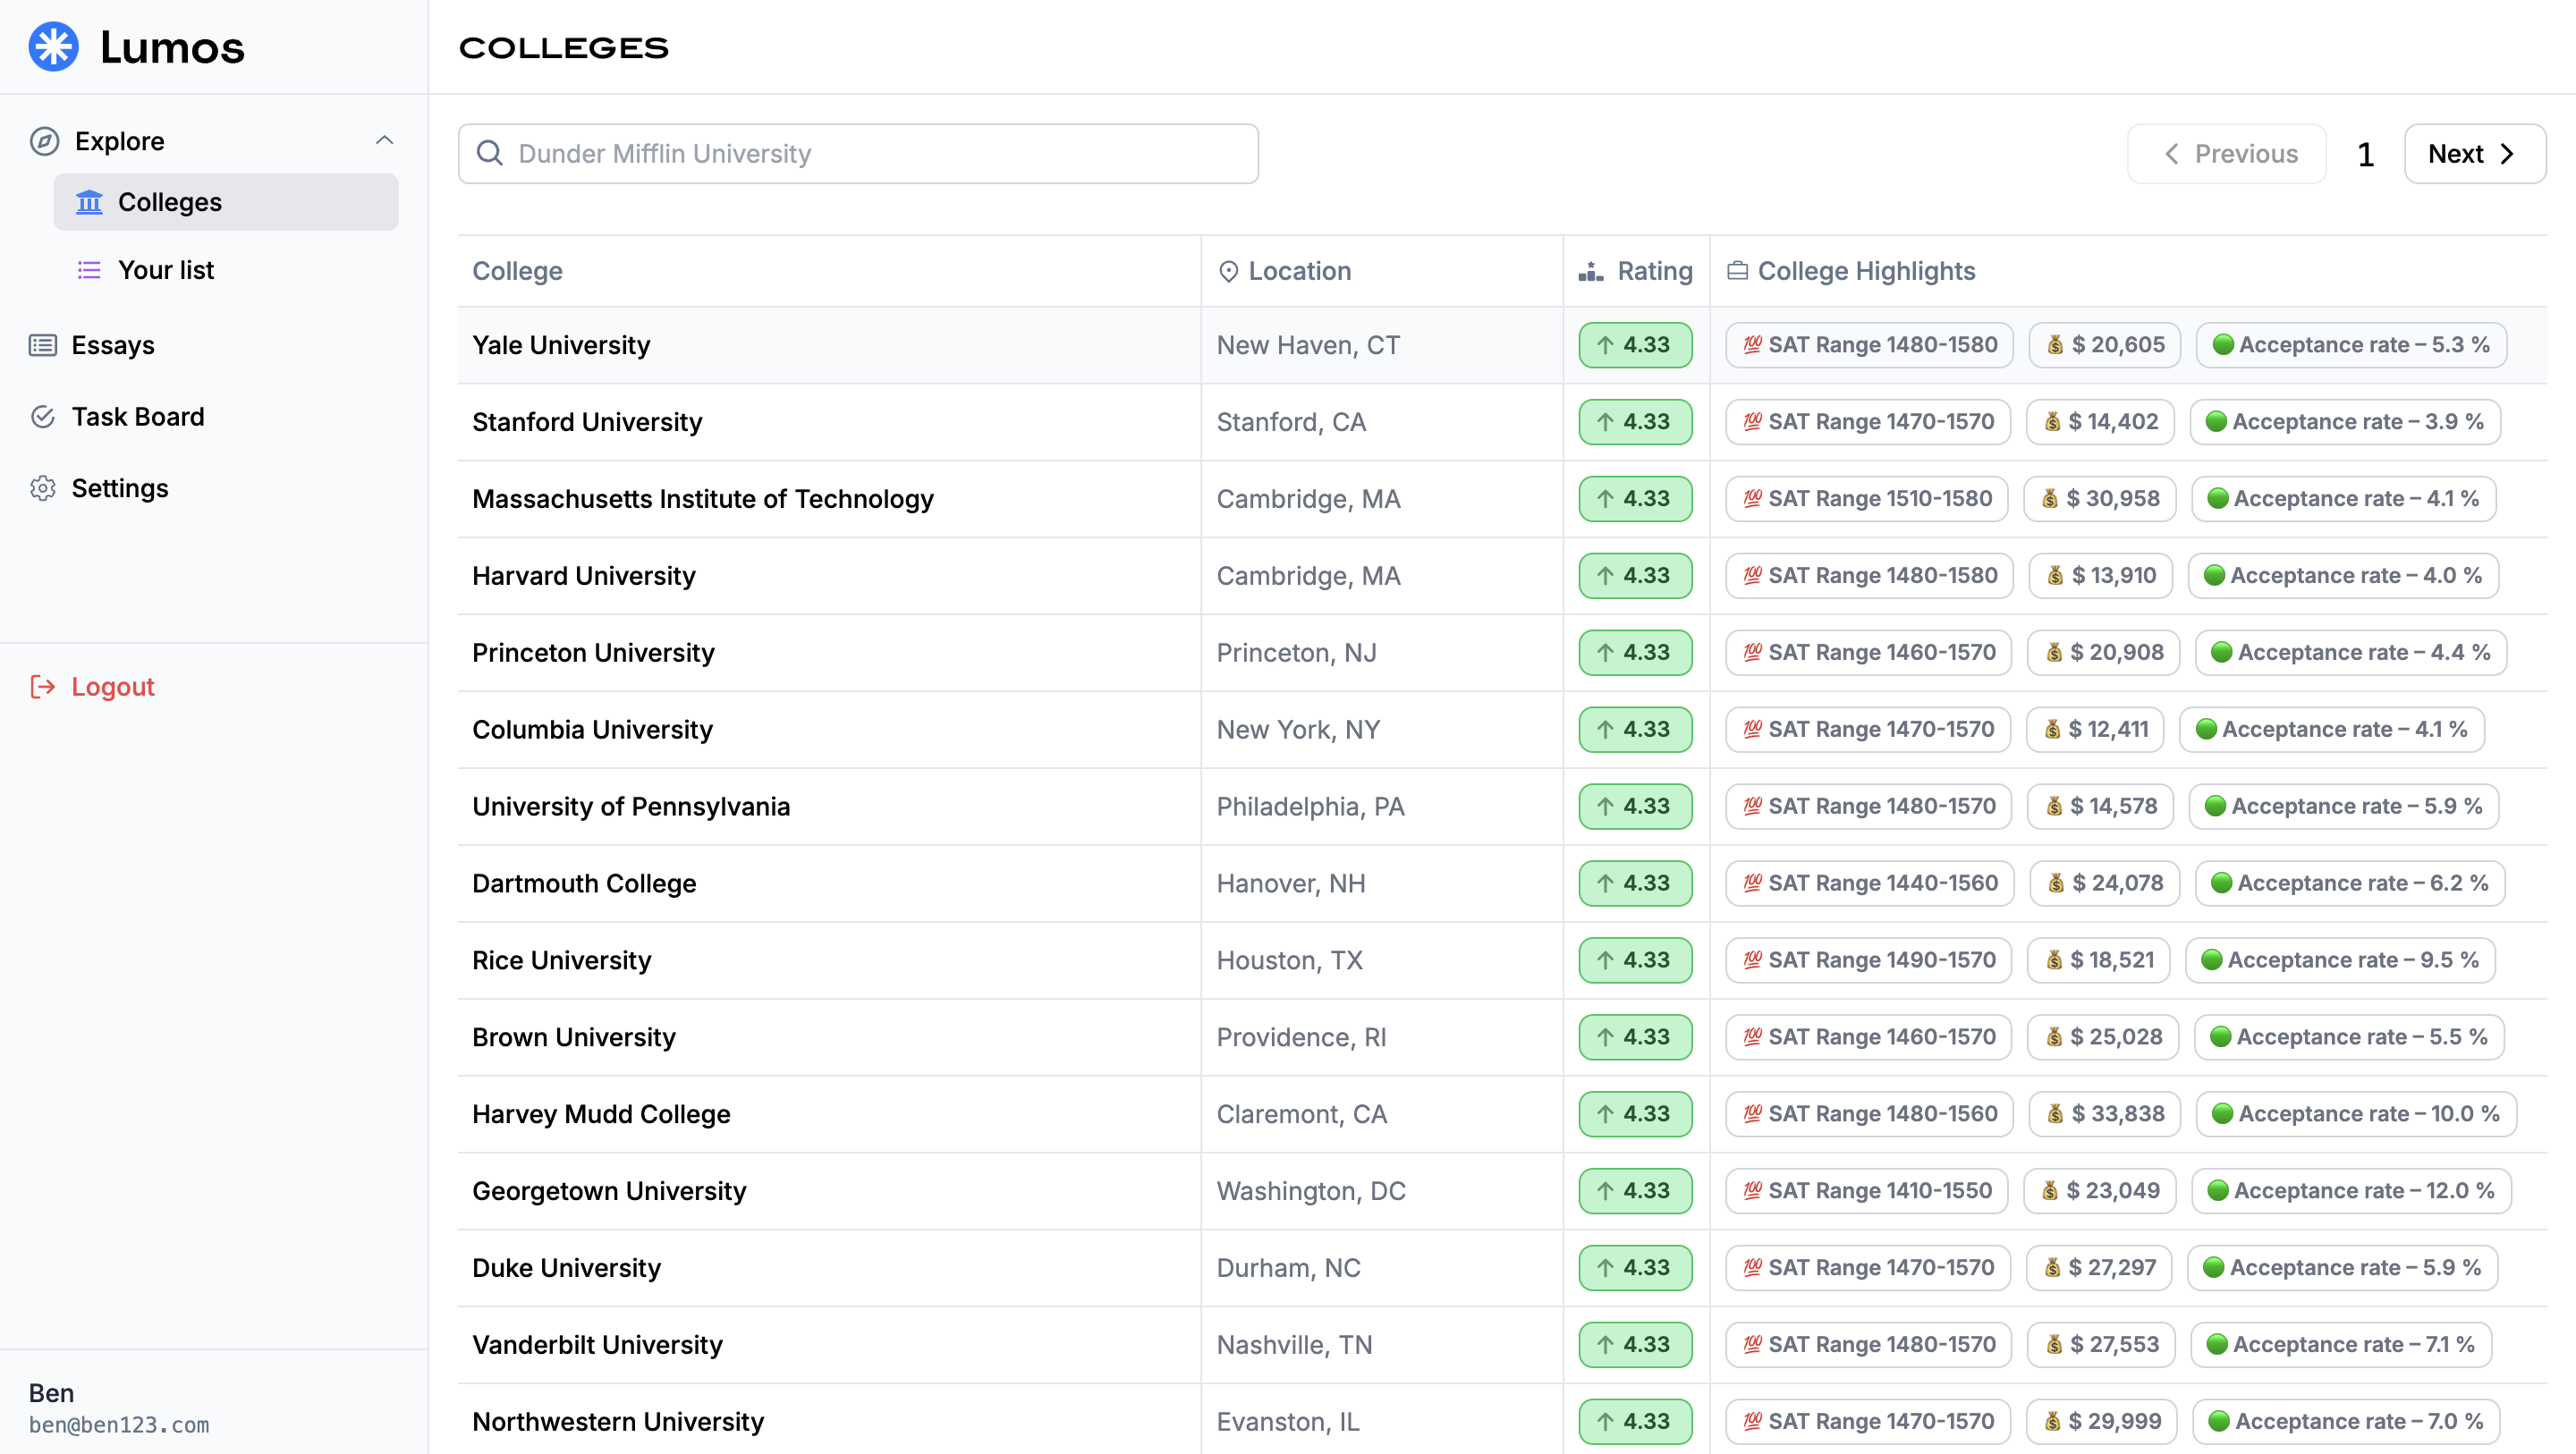 Lumos
COLLEGES
Explore
Colleges
Your list
Essays
Task Board
Settings
Logout
Ben
ben@ben123.com
Dunder Mifflin University
Previous 1 Next
College Location Rating College Highlights
Yale University New Haven, CT ↑ 4.33 💯 SAT Range 1480-1580 💰 $ 20,605 🟢 Acceptance rate – 5.3 %
Stanford University Stanford, CA ↑ 4.33 💯 SAT Range 1470-1570 💰 $ 14,402 🟢 Acceptance rate – 3.9 %
Massachusetts Institute of Technology Cambridge, MA ↑ 4.33 💯 SAT Range 1510-1580 💰 $ 30,958 🟢 Acceptance rate – 4.1 %
Harvard University Cambridge, MA ↑ 4.33 💯 SAT Range 1480-1580 💰 $ 13,910 🟢 Acceptance rate – 4.0 %
Princeton University Princeton, NJ ↑ 4.33 💯 SAT Range 1460-1570 💰 $ 20,908 🟢 Acceptance rate – 4.4 %
Columbia University New York, NY ↑ 4.33 💯 SAT Range 1470-1570 💰 $ 12,411 🟢 Acceptance rate – 4.1 %
University of Pennsylvania Philadelphia, PA ↑ 4.33 💯 SAT Range 1480-1570 💰 $ 14,578 🟢 Acceptance rate – 5.9 %
Dartmouth College Hanover, NH ↑ 4.33 💯 SAT Range 1440-1560 💰 $ 24,078 🟢 Acceptance rate – 6.2 %
Rice University Houston, TX ↑ 4.33 💯 SAT Range 1490-1570 💰 $ 18,521 🟢 Acceptance rate – 9.5 %
Brown University Providence, RI ↑ 4.33 💯 SAT Range 1460-1570 💰 $ 25,028 🟢 Acceptance rate – 5.5 %
Harvey Mudd College Claremont, CA ↑ 4.33 💯 SAT Range 1480-1560 💰 $ 33,838 🟢 Acceptance rate – 10.0 %
Georgetown University Washington, DC ↑ 4.33 💯 SAT Range 1410-1550 💰 $ 23,049 🟢 Acceptance rate – 12.0 %
Duke University Durham, NC ↑ 4.33 💯 SAT Range 1470-1570 💰 $ 27,297 🟢 Acceptance rate – 5.9 %
Vanderbilt University Nashville, TN ↑ 4.33 💯 SAT Range 1480-1570 💰 $ 27,553 🟢 Acceptance rate – 7.1 %
Northwestern University Evanston, IL ↑ 4.33 💯 SAT Range 1470-1570 💰 $ 29,999 🟢 Acceptance rate – 7.0 %